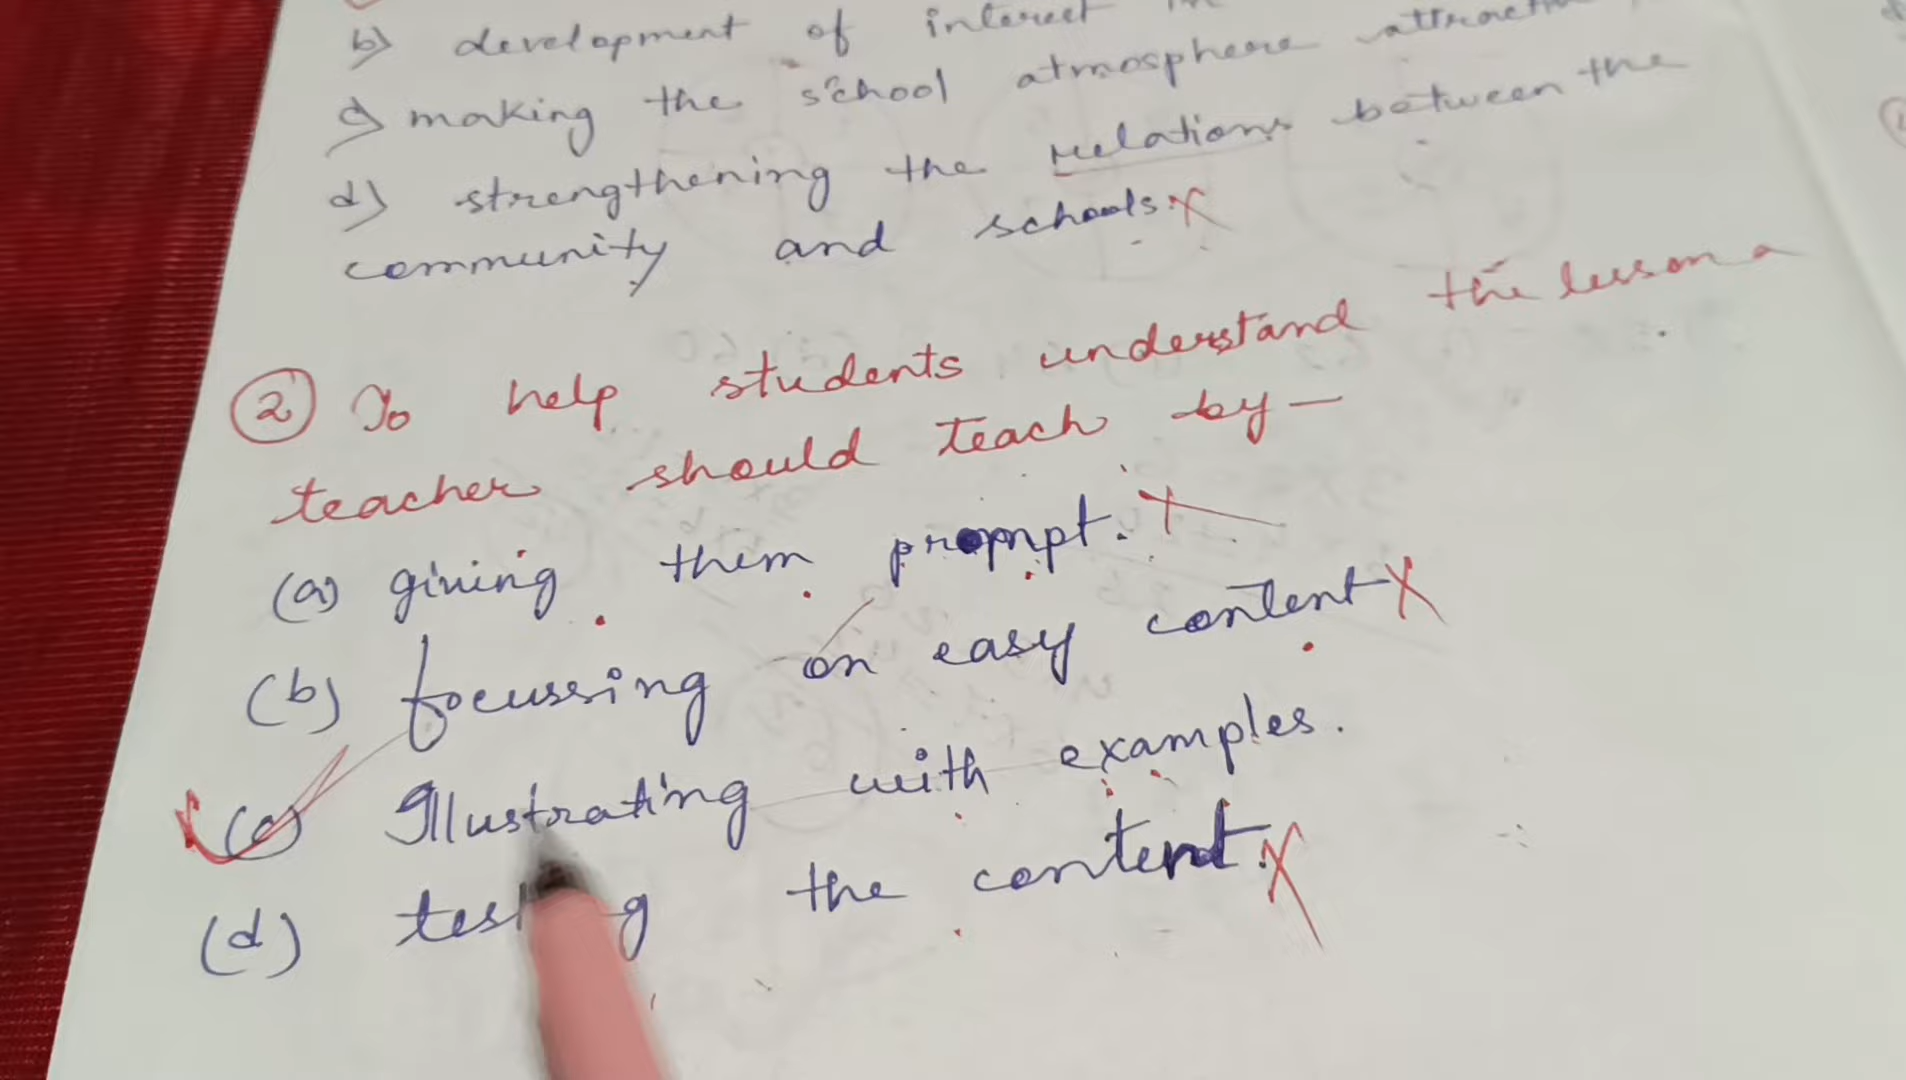 b) development of interest in
c) making the school atmosphere
d) strengthening the relations between the
community and schools.
② To help students understand the lesson a
teacher should teach by—
(a) giving them prompt.
(b) focussing on easy content
(c) Illustrating with examples.
(d) testing the content.